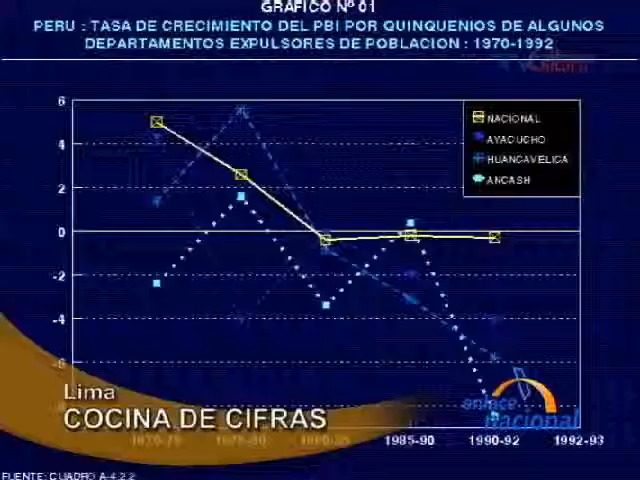 GRAFICO Nº 01
PERU : TASA DE CRECIMIENTO DEL PBI POR QUINQUENIOS DE ALGUNOS
DEPARTAMENTOS EXPULSORES DE POBLACION : 1970-1992
6
4
2
0
-2
-4
-6
NACIONAL
AYACUCHO
HUANCAVELICA
ANCASH
Lima
COCINA DE CIFRAS
enlace
nacional
1985-90
1990-92
1992-93
FUENTE: CUADRO A-4.2.2